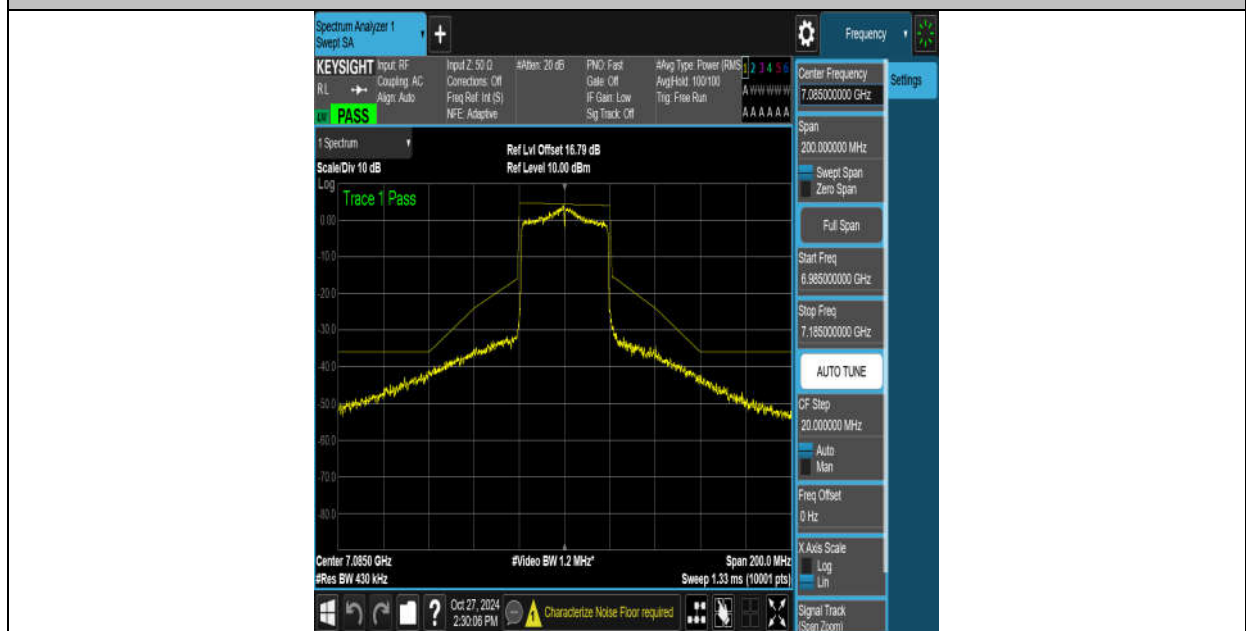 Spectrum Analyzer 1
Swept SA
Frequency
KEYSIGHT
Input: RF
Coupling: AC
Align: Auto
Input Z: 50 Ω
Corrections: Off
Freq Ref: Int (S)
NFE: Adaptive
#Atten: 20 dB
PNO: Fast
Gate: Off
IF Gain: Low
Sig Track: Off
#Avg Type: Power (RMS
Avg|Hold: 100/100
Trig: Free Run
1 2 3 4 5 6
A W W W W W
A A A A A A
RL
PASS
Center Frequency
7.085000000 GHz
Settings
Span
200.000000 MHz
Swept Span
Zero Span
Full Span
Start Freq
6.985000000 GHz
Stop Freq
7.185000000 GHz
AUTO TUNE
CF Step
20.000000 MHz
Auto
Man
Freq Offset
0 Hz
X Axis Scale
Log
Lin
Signal Track
(Span Zoom)
1 Spectrum
Scale/Div 10 dB
Ref Lvl Offset 16.79 dB
Ref Level 10.00 dBm
Log
Trace 1 Pass
0.00
-10.0
-20.0
-30.0
-40.0
-50.0
-60.0
-70.0
-80.0
Center 7.0850 GHz
#Res BW 430 kHz
#Video BW 1.2 MHz*
Span 200.0 MHz
Sweep 1.33 ms (10001 pts)
?
Oct 27, 2024
2:30:06 PM
Characterize Noise Floor required